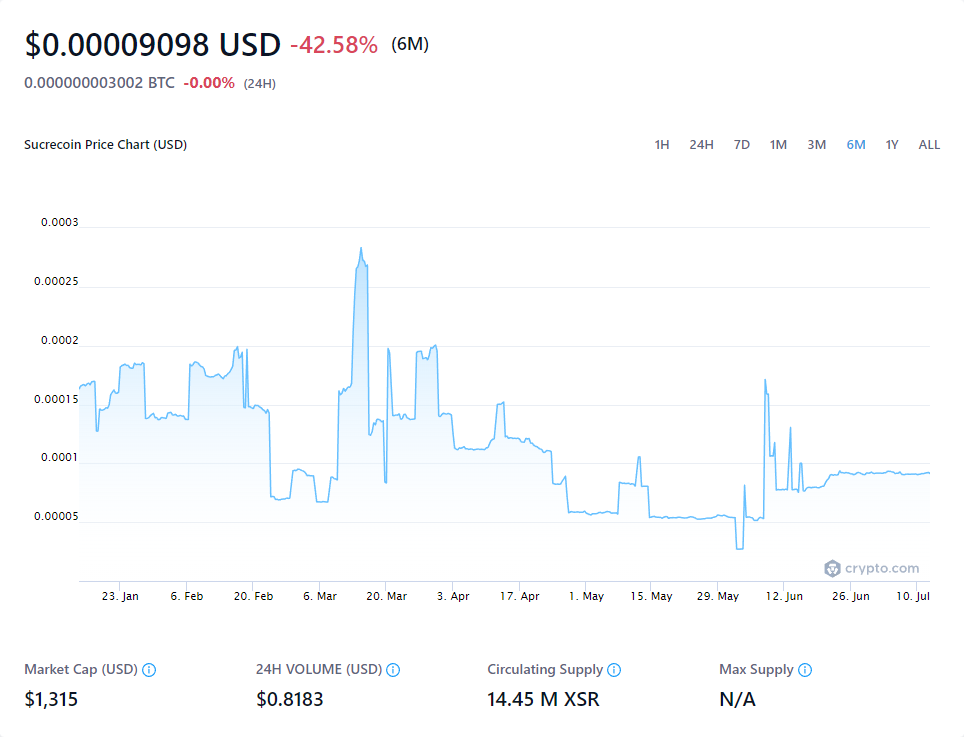 $0.00009098 USD -42.58% (6M)
0.000000003002 BTC -0.00% (24H)
Sucrecoin Price Chart (USD) 1H 24H 7D 1M 3M 6M 1Y ALL
0.0003
0.00025
0.0002
0.00015
0.0001
0.00005
crypto.com
23. Jan 6. Feb 20. Feb 6. Mar 20. Mar 3. Apr 17. Apr 1. May 15. May 29. May 12. Jun 26. Jun 10. Jul
Market Cap (USD) 24H VOLUME (USD) Circulating Supply Max Supply
$1,315 $0.8183 14.45 M XSR N/A